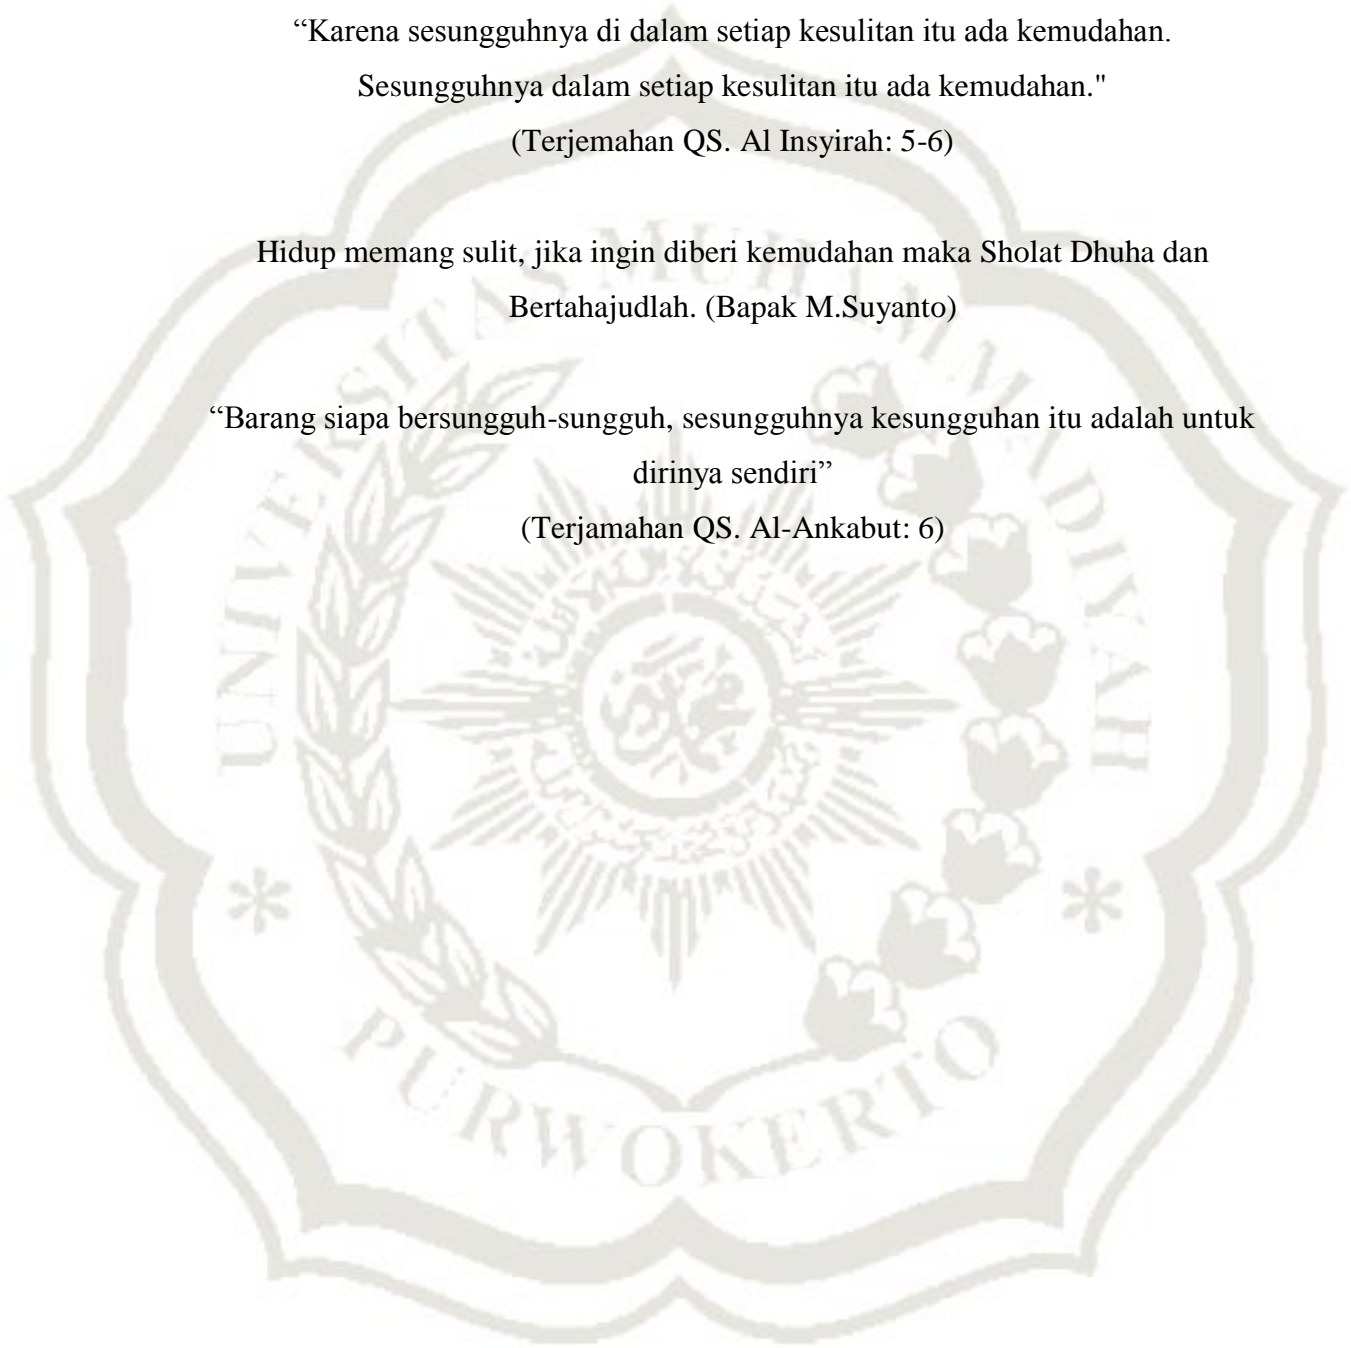 “Karena sesungguhnya di dalam setiap kesulitan itu ada kemudahan.
Sesungguhnya dalam setiap kesulitan itu ada kemudahan."
(Terjemahan QS. Al Insyirah: 5-6)
Hidup memang sulit, jika ingin diberi kemudahan maka Sholat Dhuha dan
Bertahajudlah. (Bapak M.Suyanto)
“Barang siapa bersungguh-sungguh, sesungguhnya kesungguhan itu adalah untuk
dirinya sendiri”
(Terjamahan QS. Al-Ankabut: 6)
UNIVERSITAS MUHAMMADIYAH
PURWOKERTO